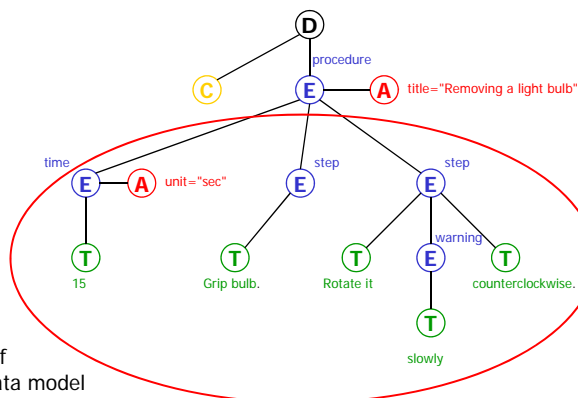 D
procedure
C
E
A
title="Removing a light bulb"
time
step
step
E
A
unit="sec"
E
E
warning
T
T
T
E
T
15
Grip bulb.
Rotate it
counterclockwise.
T
slowly